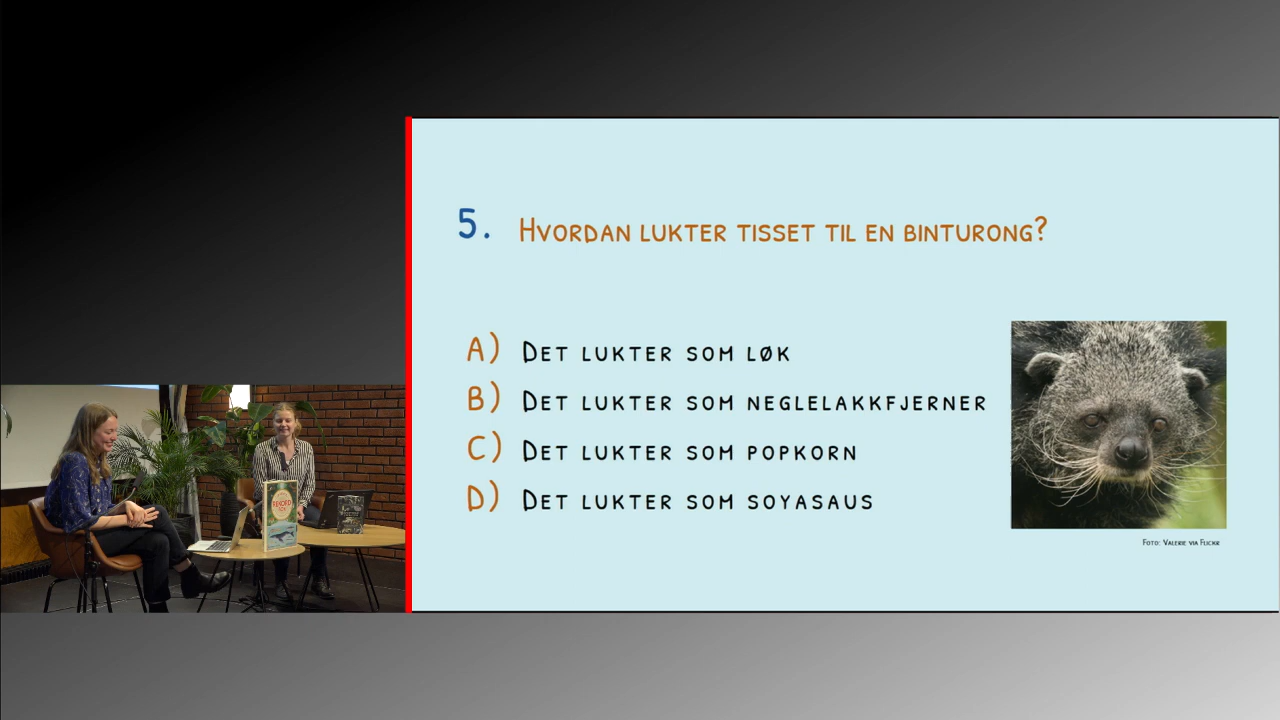 5. Hvordan lukter tisset til en binturong?
A) Det lukter som løk
B) Det lukter som neglelakkfjerner
C) Det lukter som popkorn
D) Det lukter som soyasaus
Foto: Valerie via Flickr
REKORD